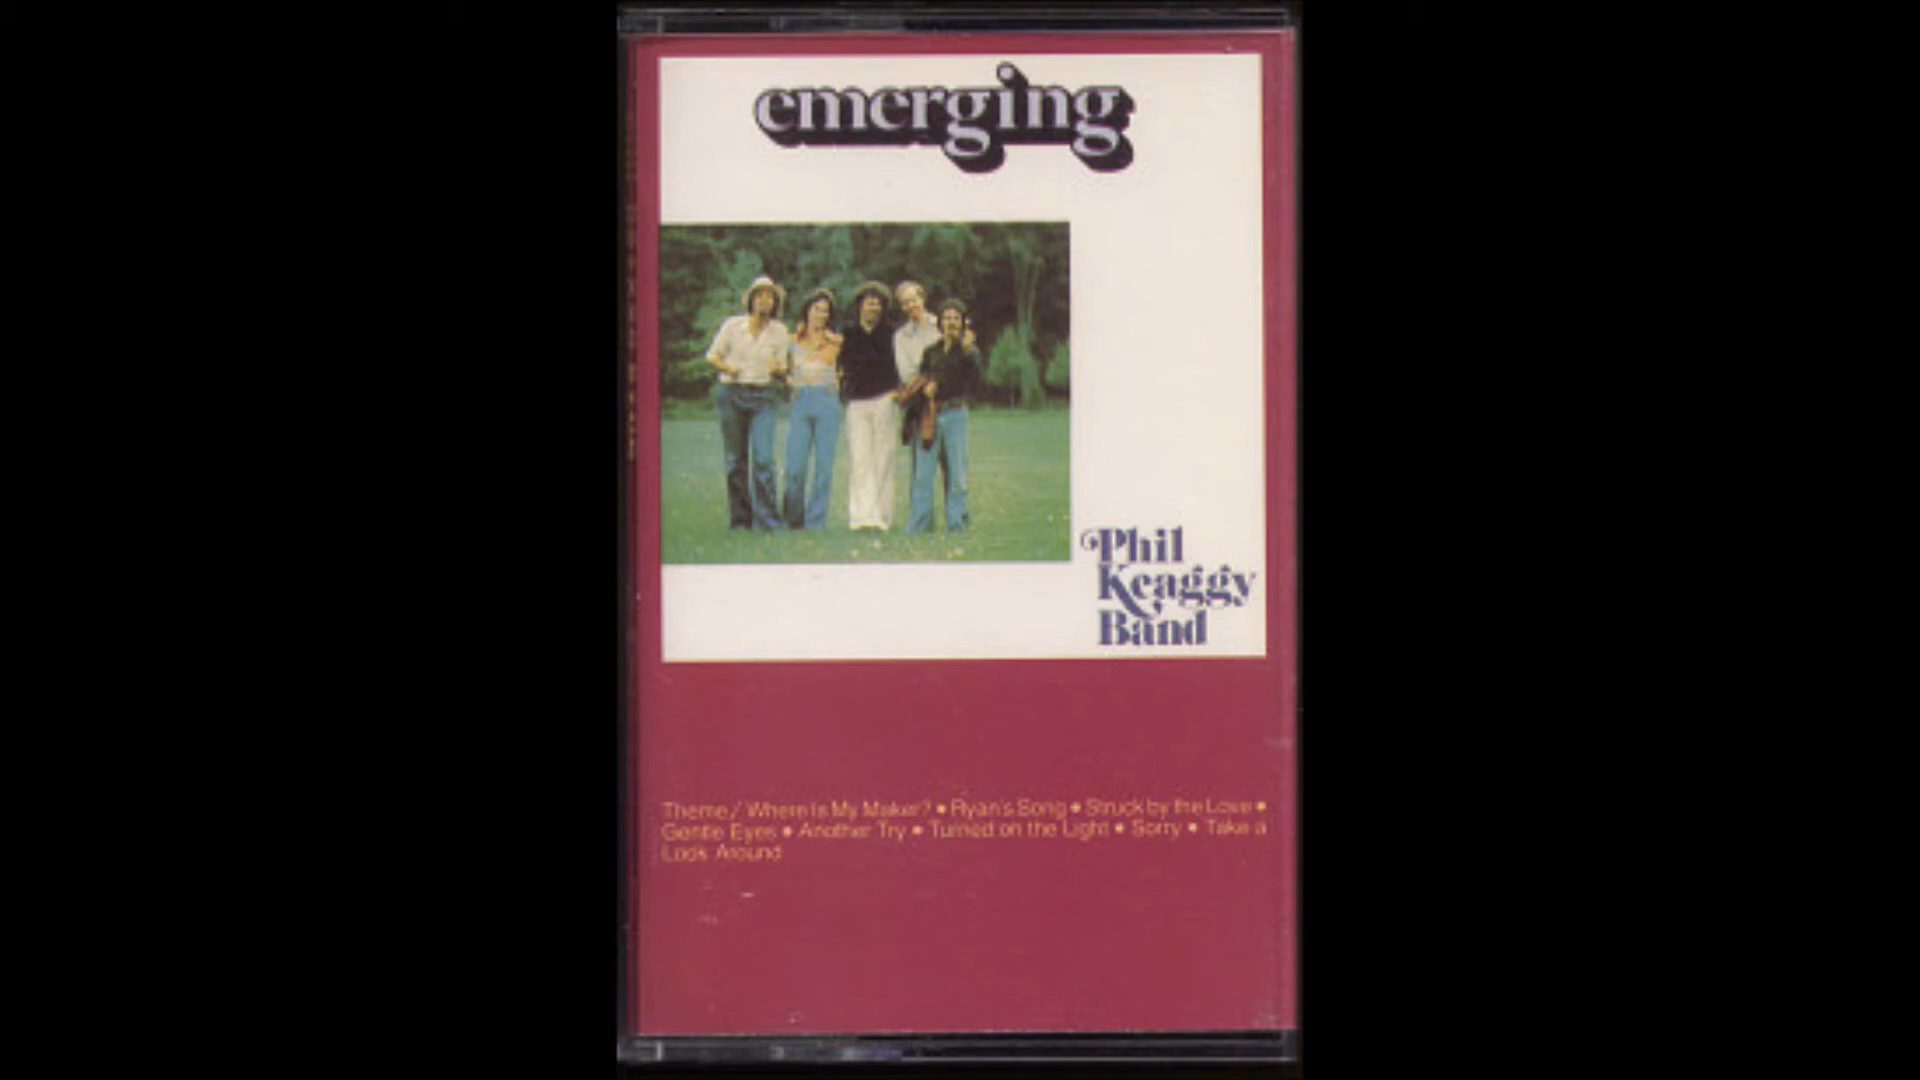 emerging
Phil
Keaggy
Band
Theme/Where Is My Maker? • Ryan's Song • Struck by the Love •
Gentle Eyes • Another Try • Turned on the Light • Sorry • Take a
Look Around